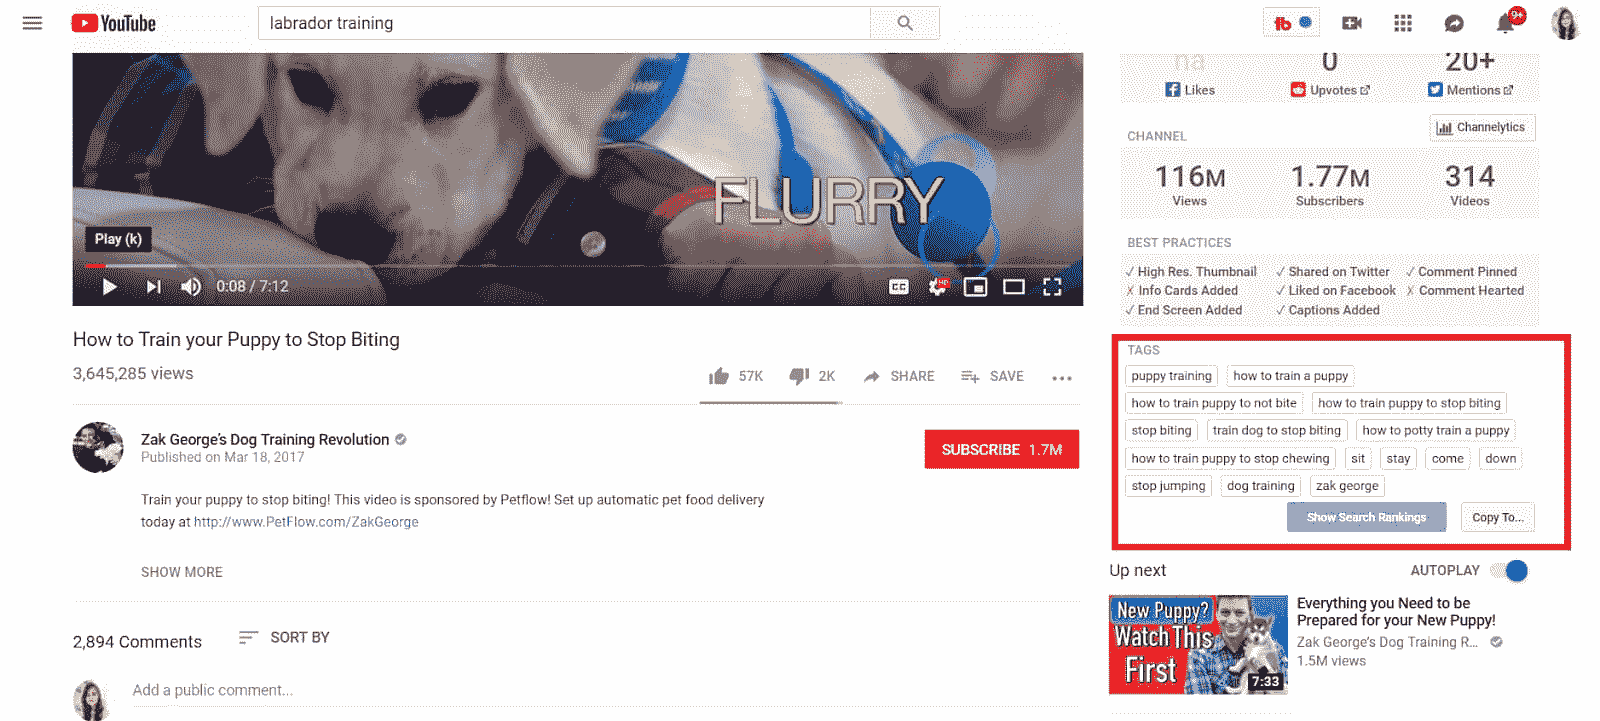 YouTube
labrador training
tb
9+
FLURRY
Play (k)
0:08 / 7:12
CC
HD
How to Train your Puppy to Stop Biting
3,645,285 views
57K 2K SHARE SAVE
Zak George's Dog Training Revolution
Published on Mar 18, 2017
SUBSCRIBE 1.7M
Train your puppy to stop biting! This video is sponsored by Petflow! Set up automatic pet food delivery
today at http://www.PetFlow.com/ZakGeorge
SHOW MORE
2,894 Comments SORT BY
Add a public comment...
na 0 20+
Likes Upvotes Mentions
CHANNEL Channelytics
116M 1.77M 314
Views Subscribers Videos
BEST PRACTICES
✓ High Res. Thumbnail ✓ Shared on Twitter ✓ Comment Pinned
✗ Info Cards Added ✓ Liked on Facebook ✗ Comment Hearted
✓ End Screen Added ✓ Captions Added
TAGS
puppy training how to train a puppy
how to train puppy to not bite how to train puppy to stop biting
stop biting train dog to stop biting how to potty train a puppy
how to train puppy to stop chewing sit stay come down
stop jumping dog training zak george
Show Search Rankings Copy To...
Up next AUTOPLAY
New Puppy?
Watch This
First
7:33
Everything you Need to be
Prepared for your New Puppy!
Zak George's Dog Training R...
1.5M views